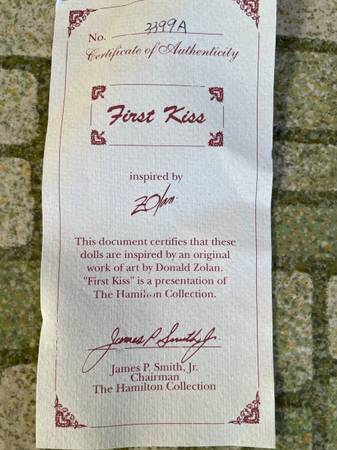 No. 3399A
Certificate of Authenticity
First Kiss
inspired by
Zolan
This document certifies that these
dolls are inspired by an original
work of art by Donald Zolan.
"First Kiss" is a presentation of
The Hamilton Collection.
James P. Smith, Jr.
James P. Smith, Jr.
Chairman
The Hamilton Collection